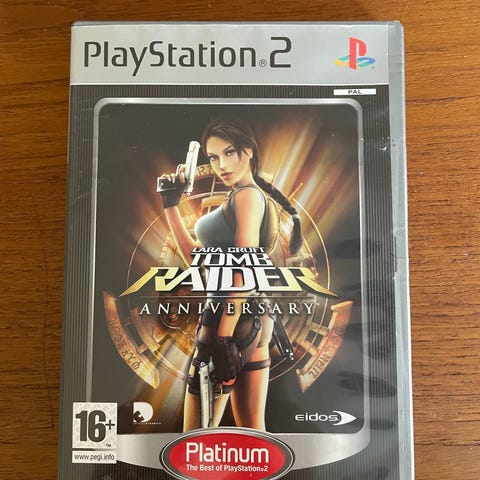 PlayStation®2
PAL
LARA CROFT
TOMB
RAIDER
ANNIVERSARY
16+
www.pegi.info
eidos
Platinum
The Best of PlayStation®2